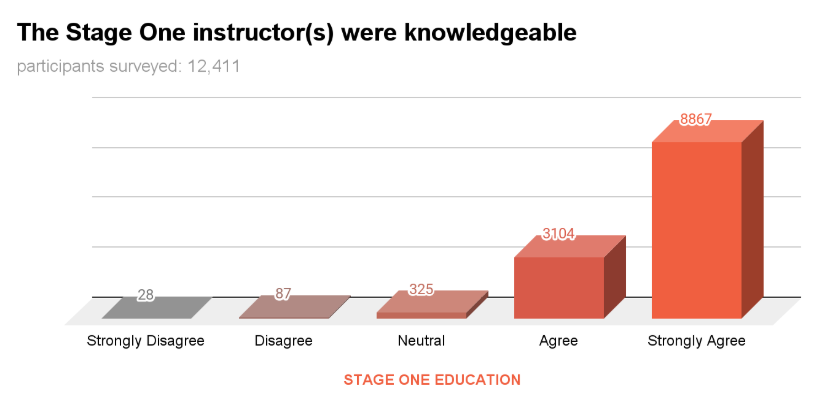 The Stage One instructor(s) were knowledgeable
participants surveyed: 12,411
28
87
325
3104
8867
Strongly Disagree
Disagree
Neutral
Agree
Strongly Agree
STAGE ONE EDUCATION